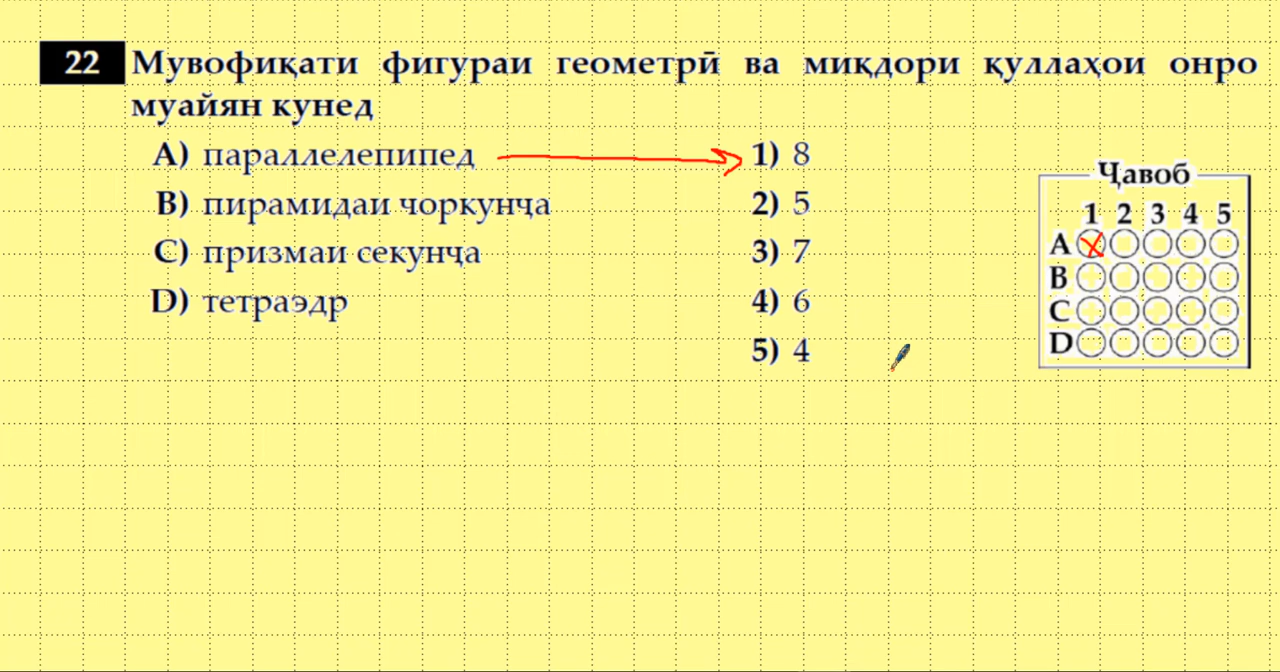 22 Мувофиқати фигураи геометрӣ ва миқдори қуллаҳои онро
муайян кунед
A) параллелепипед 1) 8
B) пирамидаи чоркунҷа 2) 5
C) призмаи секунҷа 3) 7
D) тетраэдр 4) 6
5) 4
Ҷавоб
1 2 3 4 5
A
B
C
D